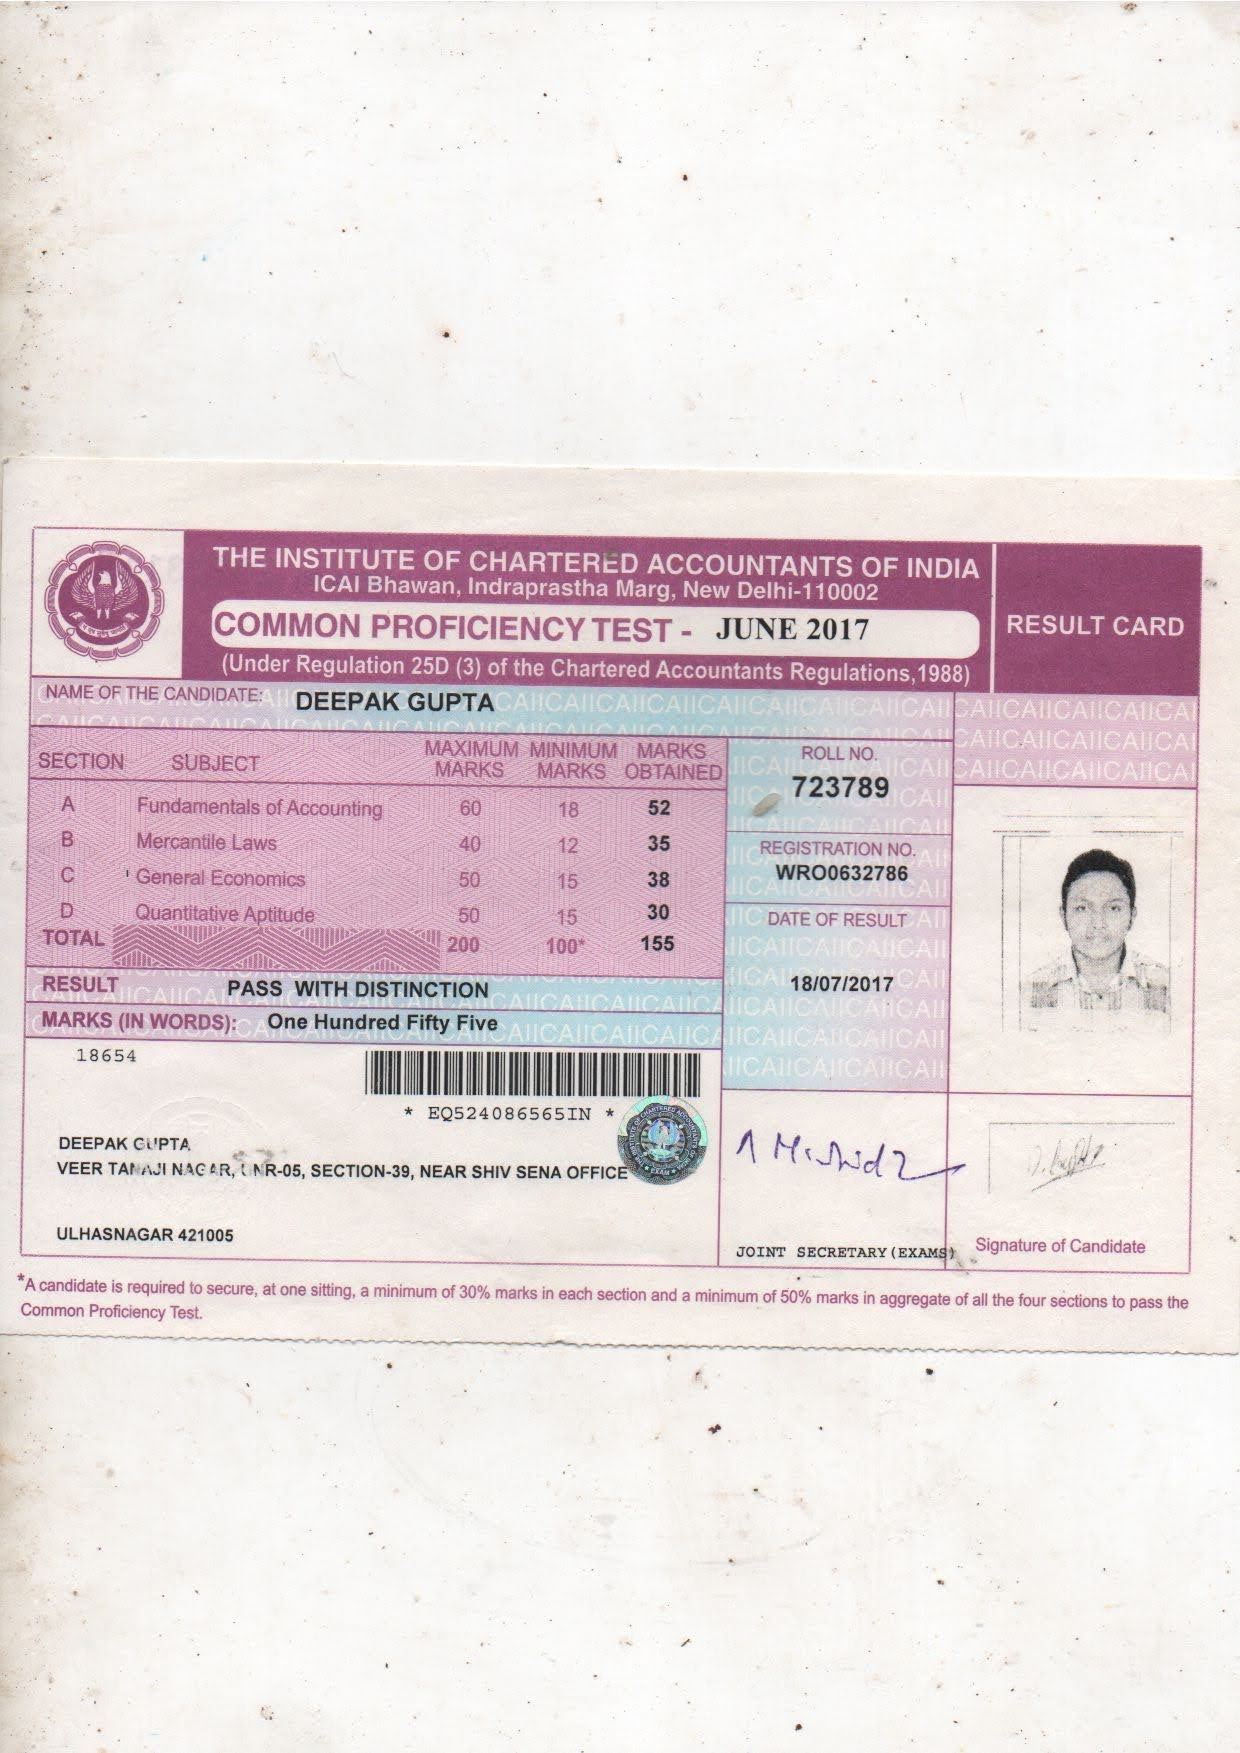 THE INSTITUTE OF CHARTERED ACCOUNTANTS OF INDIA
ICAI Bhawan, Indraprastha Marg, New Delhi-110002
COMMON PROFICIENCY TEST - JUNE 2017
(Under Regulation 25D (3) of the Chartered Accountants Regulations,1988)
RESULT CARD
NAME OF THE CANDIDATE: DEEPAK GUPTA
SECTION SUBJECT MAXIMUM MARKS MINIMUM MARKS MARKS OBTAINED
A Fundamentals of Accounting 60 18 52
B Mercantile Laws 40 12 35
C General Economics 50 15 38
D Quantitative Aptitude 50 15 30
TOTAL 200 100* 155
RESULT PASS WITH DISTINCTION
MARKS (IN WORDS): One Hundred Fifty Five
ROLL NO.
723789
REGISTRATION NO.
WRO0632786
DATE OF RESULT
18/07/2017
18654
* EQ524086565IN *
DEEPAK GUPTA
VEER TANAJI NAGAR, UNR-05, SECTION-39, NEAR SHIV SENA OFFICE
ULHASNAGAR 421005
JOINT SECRETARY(EXAMS)
D. Gupta
Signature of Candidate
*A candidate is required to secure, at one sitting, a minimum of 30% marks in each section and a minimum of 50% marks in aggregate of all the four sections to pass the
Common Proficiency Test.